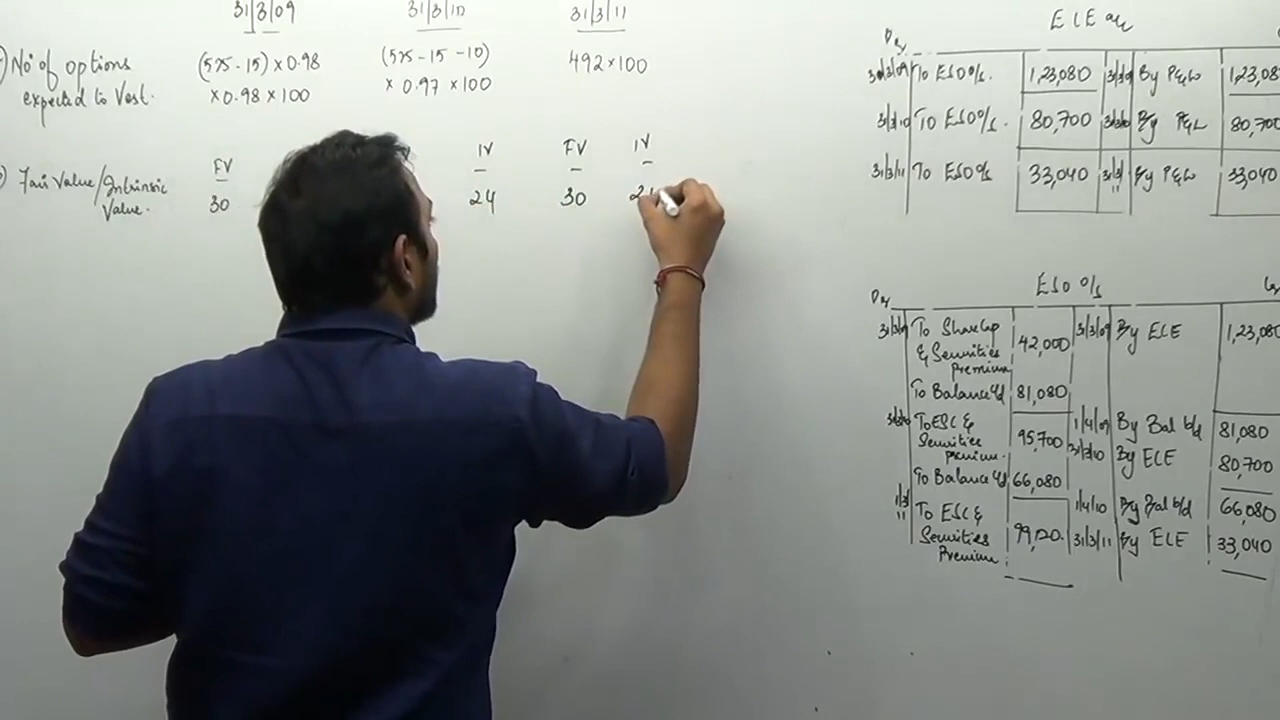 31/3/09 31/3/10 31/3/11
No of options (525-15) x 0.98 (525-15-10) 492 x 100
expected to Vest. x 0.98 x 100 x 0.97 x 100
FV IV FV IV
Fair Value/Intrinsic 30 24 30
Value.
ELE a/c
Dr
To ESO o/s. 1,23,080 By P&L 1,23,08
31/3/10 To ESO o/s. 80,700 By P&L 80,700
31/3/11 To ESO o/s 33,040 31/3/11 By P&L 33,040
ESO o/s
Dr
31/3/09 To Share Cap 42,000 31/3/09 By ELE 1,23,080
& Securities
Premium
To Balance c/d 81,080
To ESC & 95,700 1/4/09 By Bal b/d 81,080
Securities 31/3/10 By ELE 80,700
Premium.
To Balance c/d 66,080
To ESC & 99,120. 1/4/10 By Bal b/d 66,080
Securities 31/3/11 By ELE 33,040
Premium